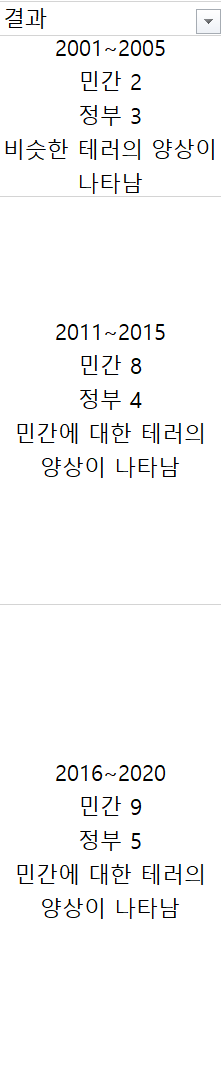 결과
2001~2005
민간 2
정부 3
비슷한 테러의 양상이
나타남
2011~2015
민간 8
정부 4
민간에 대한 테러의
양상이 나타남
2016~2020
민간 9
정부 5
민간에 대한 테러의
양상이 나타남